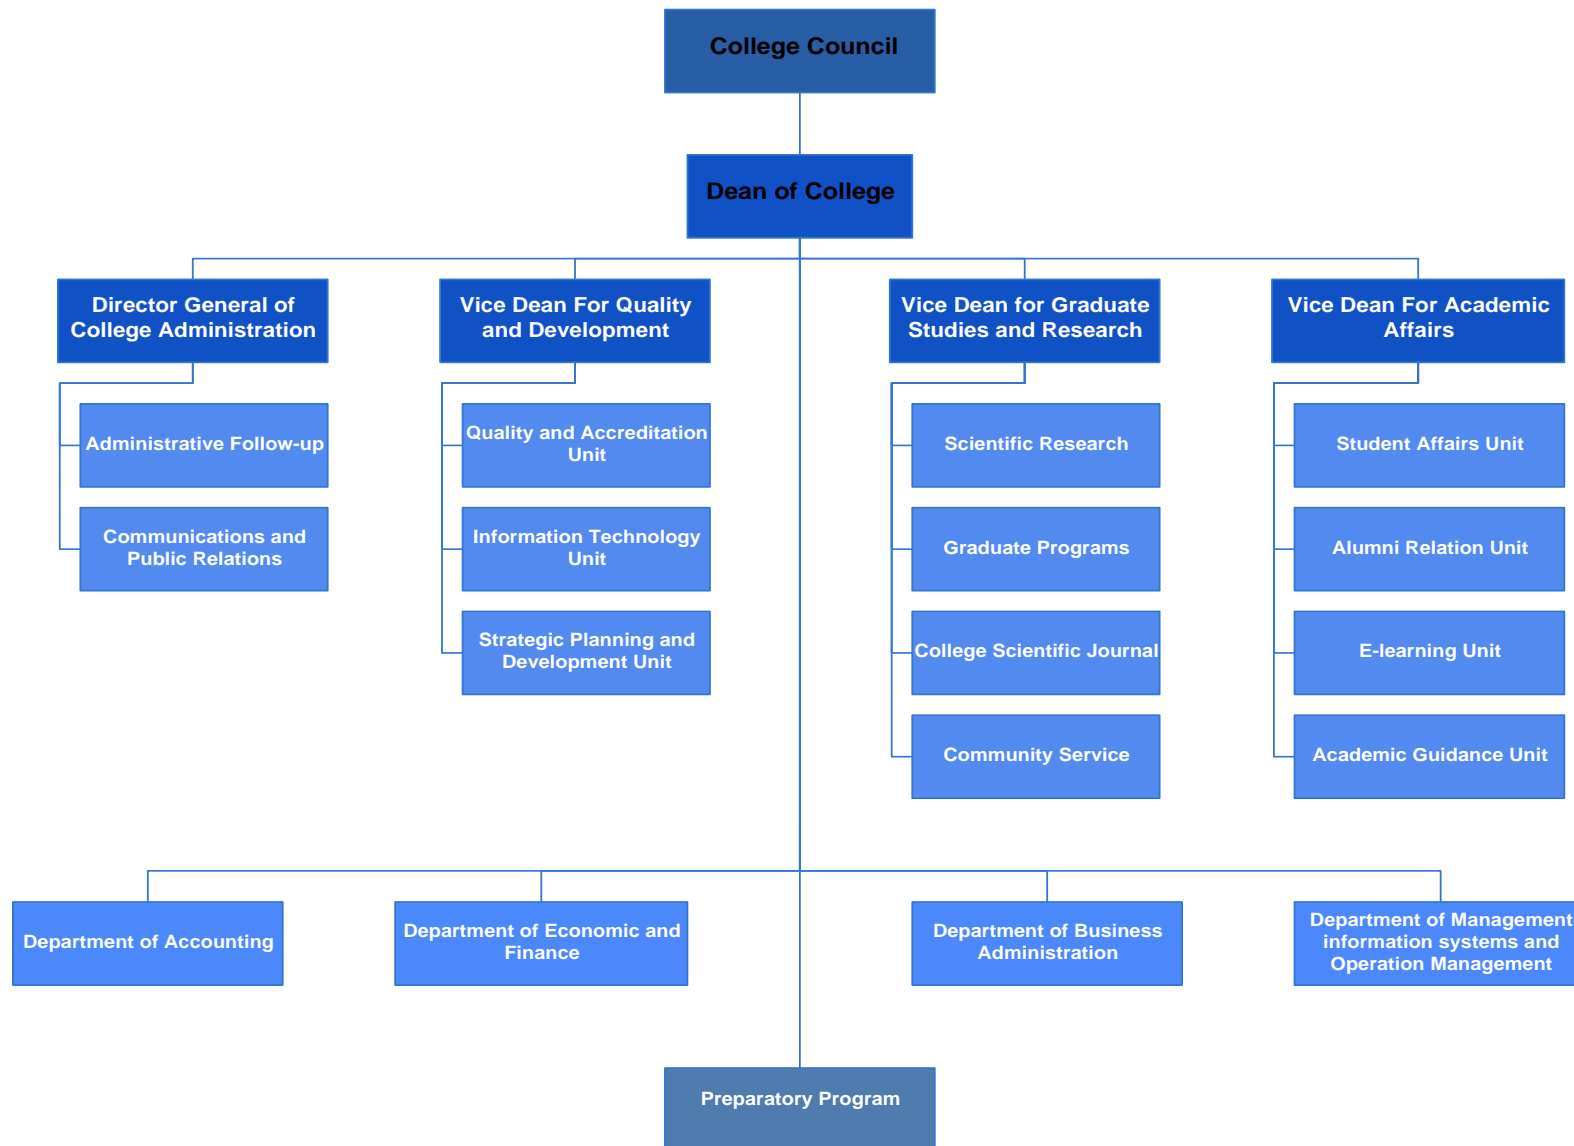 College Council
Dean of College
Director General of
College Administration
Vice Dean For Quality
and Development
Vice Dean for Graduate
Studies and Research
Vice Dean For Academic
Affairs
Administrative Follow-up
Quality and Accreditation
Unit
Scientific Research
Student Affairs Unit
Communications and
Public Relations
Information Technology
Unit
Graduate Programs
Alumni Relation Unit
Strategic Planning and
Development Unit
College Scientific Journal
E-learning Unit
Community Service
Academic Guidance Unit
Department of Accounting
Department of Economic and
Finance
Department of Business
Administration
Department of Management
information systems and
Operation Management
Preparatory Program